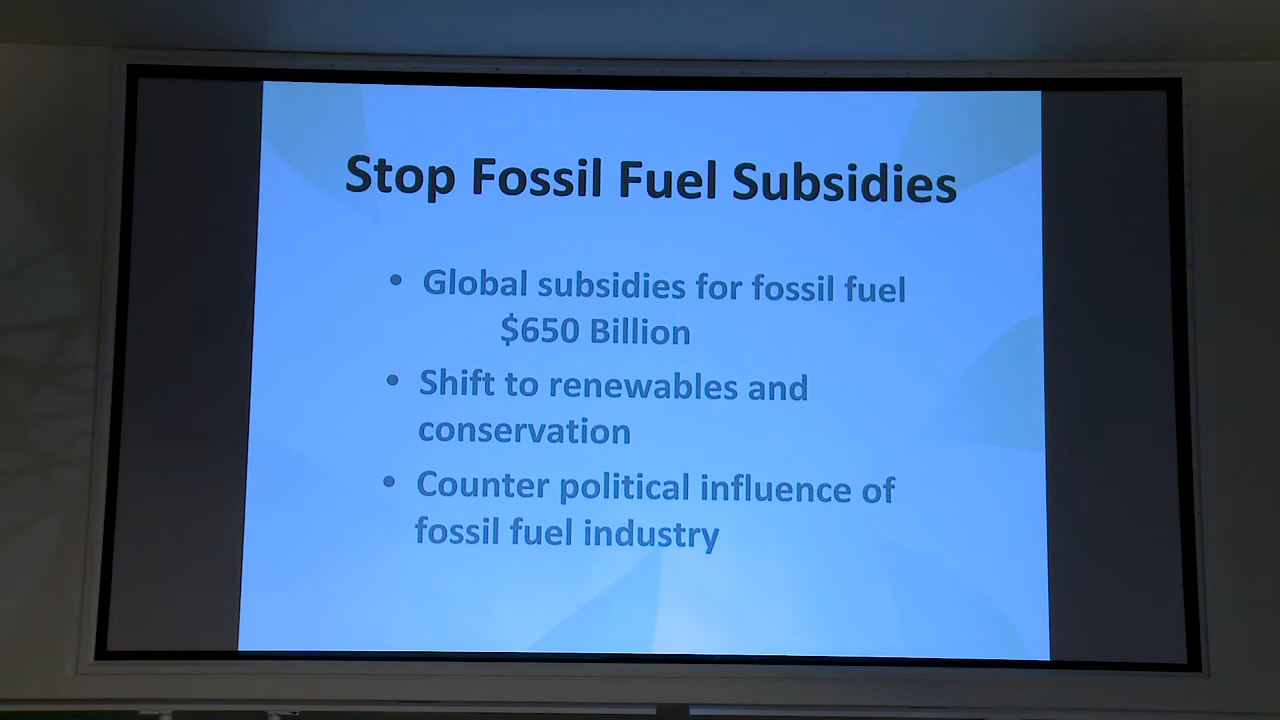 Stop Fossil Fuel Subsidies
• Global subsidies for fossil fuel
$650 Billion
• Shift to renewables and
conservation
• Counter political influence of
fossil fuel industry